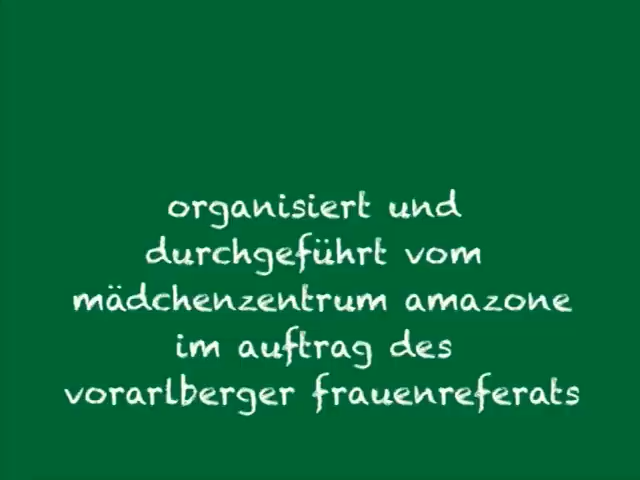 organisiert und
durchgeführt vom
mädchenzentrum amazone
im auftrag des
vorarlberger frauenreferats